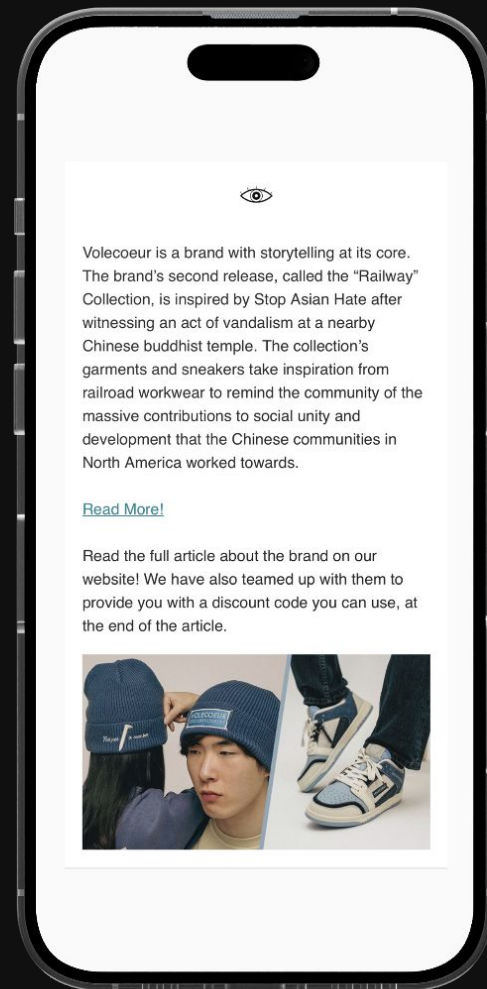 Volecoeur is a brand with storytelling at its core.
The brand's second release, called the “Railway”
Collection, is inspired by Stop Asian Hate after
witnessing an act of vandalism at a nearby
Chinese buddhist temple. The collection's
garments and sneakers take inspiration from
railroad workwear to remind the community of the
massive contributions to social unity and
development that the Chinese communities in
North America worked towards.
Read More!
Read the full article about the brand on our
website! We have also teamed up with them to
provide you with a discount code you can use, at
the end of the article.
VOLECOEUR